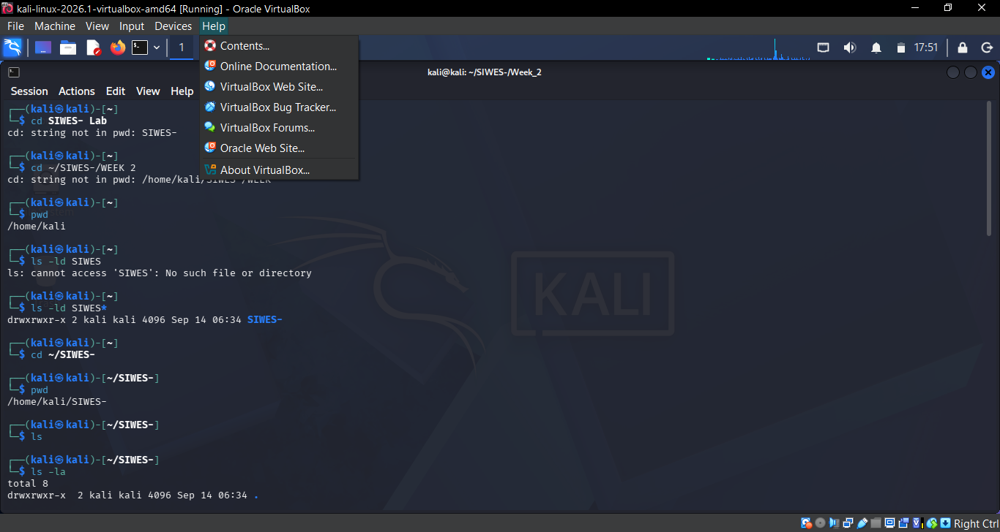 kali-linux-2026.1-virtualbox-amd64 [Running] - Oracle VirtualBox
File Machine View Input Devices Help
1
17:51
Contents...
Online Documentation...
VirtualBox Web Site...
VirtualBox Bug Tracker...
VirtualBox Forums...
Oracle Web Site...
About VirtualBox...
kali@kali: ~/SIWES-/Week_2
Session Actions Edit View Help
┌──(kali㉿kali)-[~]
└─$ cd SIWES- Lab
cd: string not in pwd: SIWES-
┌──(kali㉿kali)-[~]
└─$ cd ~/SIWES-/WEEK 2
cd: string not in pwd: /home/kali/SIWES-/WEEK
┌──(kali㉿kali)-[~]
└─$ pwd
/home/kali
┌──(kali㉿kali)-[~]
└─$ ls -ld SIWES
ls: cannot access 'SIWES': No such file or directory
┌──(kali㉿kali)-[~]
└─$ ls -ld SIWES*
drwxrwxr-x 2 kali kali 4096 Sep 14 06:34 SIWES-
┌──(kali㉿kali)-[~]
└─$ cd ~/SIWES-
┌──(kali㉿kali)-[~/SIWES-]
└─$ pwd
/home/kali/SIWES-
┌──(kali㉿kali)-[~/SIWES-]
└─$ ls
┌──(kali㉿kali)-[~/SIWES-]
└─$ ls -la
total 8
drwxrwxr-x  2 kali kali 4096 Sep 14 06:34 .
KALI
Right Ctrl